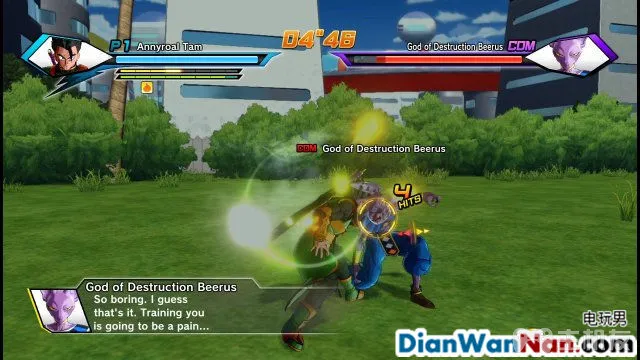 P1 Annyroal Tam
04"46
God of Destruction Beerus COM
COM God of Destruction Beerus
4
HITS
God of Destruction Beerus
So boring. I guess
that's it. Training you
is going to be a pain...
电玩男
DianWanNan.com